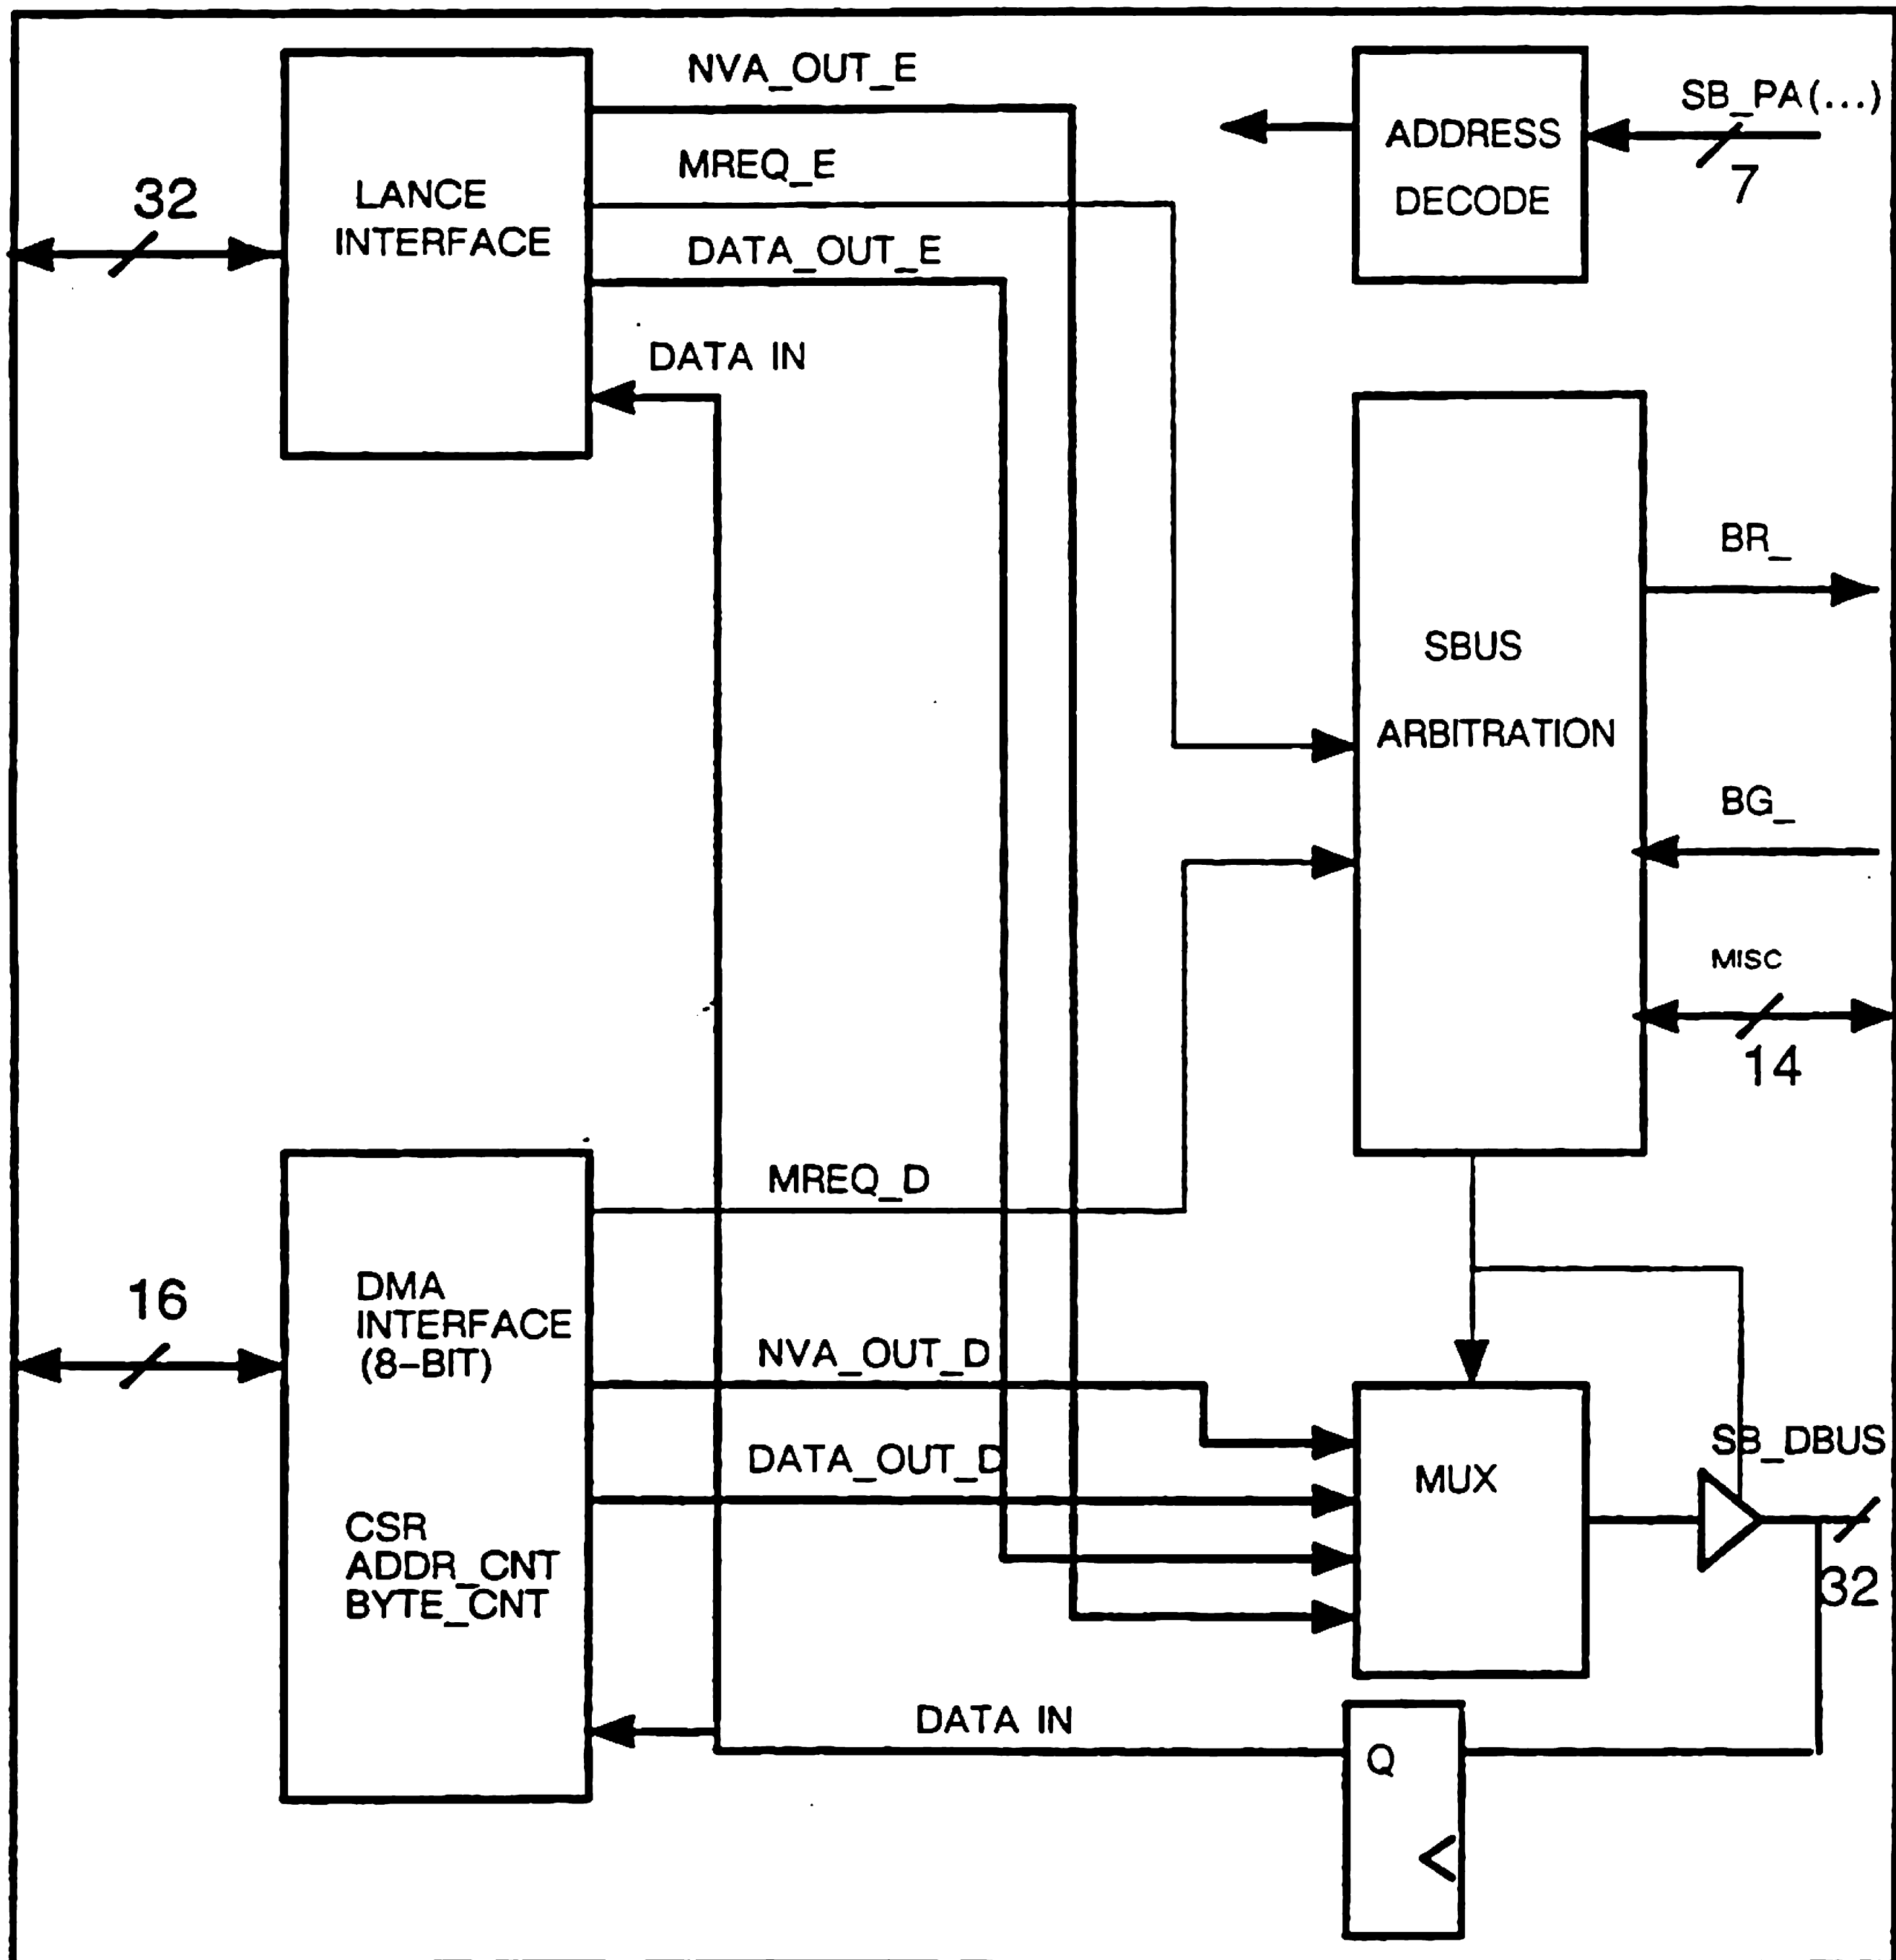 NVA_OUT_E
SB_PA(...)
ADDRESS
DECODE
7
MREQ_E
32
LANCE
INTERFACE
DATA_OUT_E
DATA IN
BR_
SBUS
ARBITRATION
BG_
MISC
14
MREQ_D
16
DMA
INTERFACE
(8-BIT)
NVA_OUT_D
DATA_OUT_D
MUX
SB_DBUS
32
CSR
ADDR_CNT
BYTE_CNT
DATA IN
Q